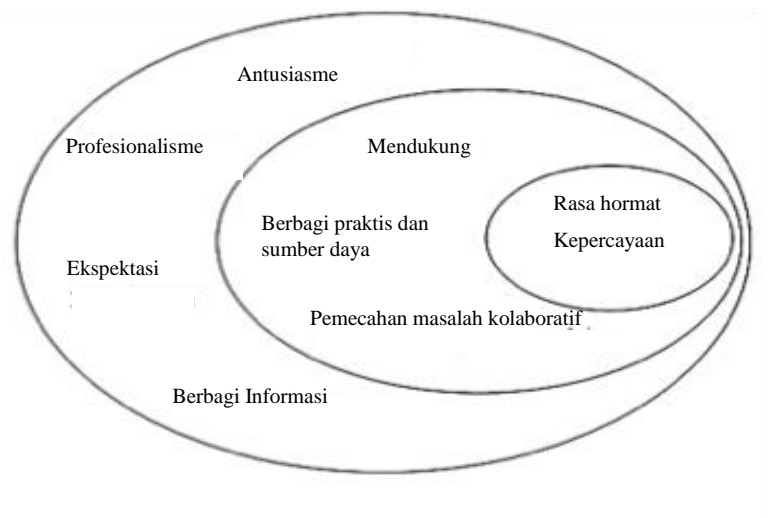 Antusiasme
Profesionalisme
Mendukung
Rasa hormat
Berbagi praktis dan
sumber daya
Kepercayaan
Ekspektasi
Pemecahan masalah kolaboratif
Berbagi Informasi